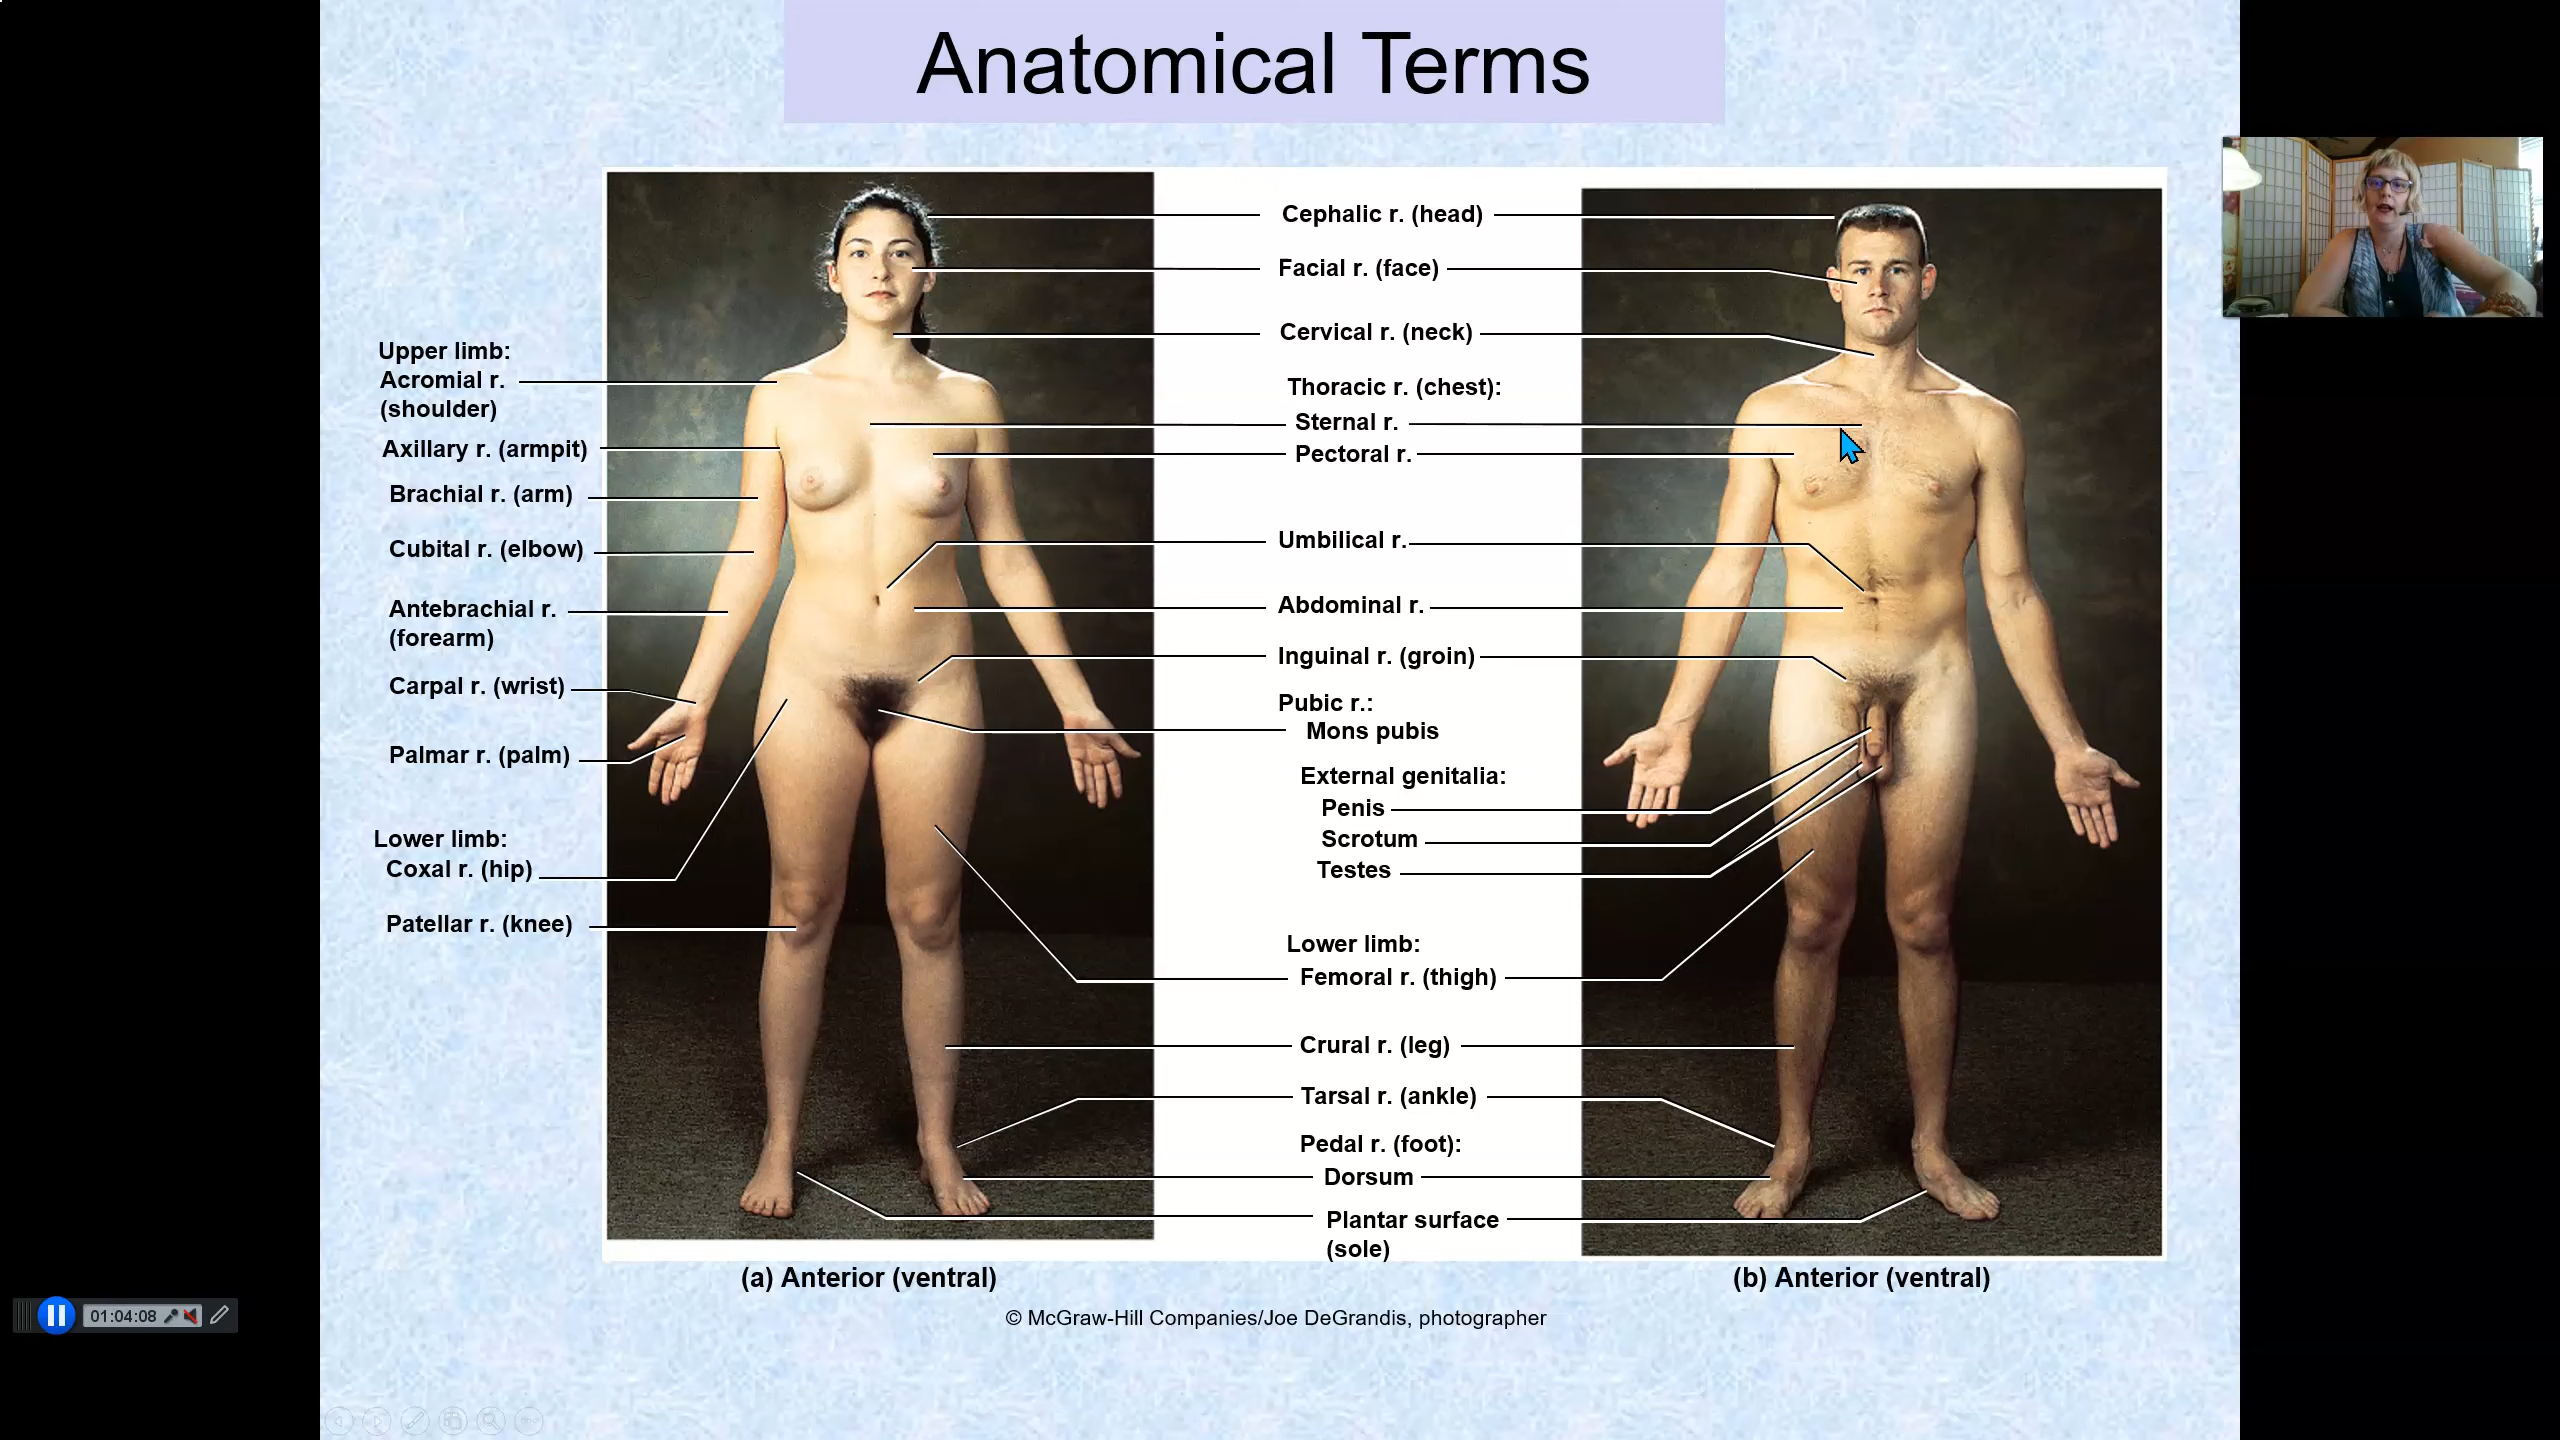 Anatomical Terms
Upper limb:
Acromial r.
(shoulder)
Axillary r. (armpit)
Brachial r. (arm)
Cubital r. (elbow)
Antebrachial r.
(forearm)
Carpal r. (wrist)
Palmar r. (palm)
Lower limb:
Coxal r. (hip)
Patellar r. (knee)
Cephalic r. (head)
Facial r. (face)
Cervical r. (neck)
Thoracic r. (chest):
Sternal r.
Pectoral r.
Umbilical r.
Abdominal r.
Inguinal r. (groin)
Pubic r.:
Mons pubis
External genitalia:
Penis
Scrotum
Testes
Lower limb:
Femoral r. (thigh)
Crural r. (leg)
Tarsal r. (ankle)
Pedal r. (foot):
Dorsum
Plantar surface
(sole)
(a) Anterior (ventral)
(b) Anterior (ventral)
© McGraw-Hill Companies/Joe DeGrandis, photographer
01:04:08